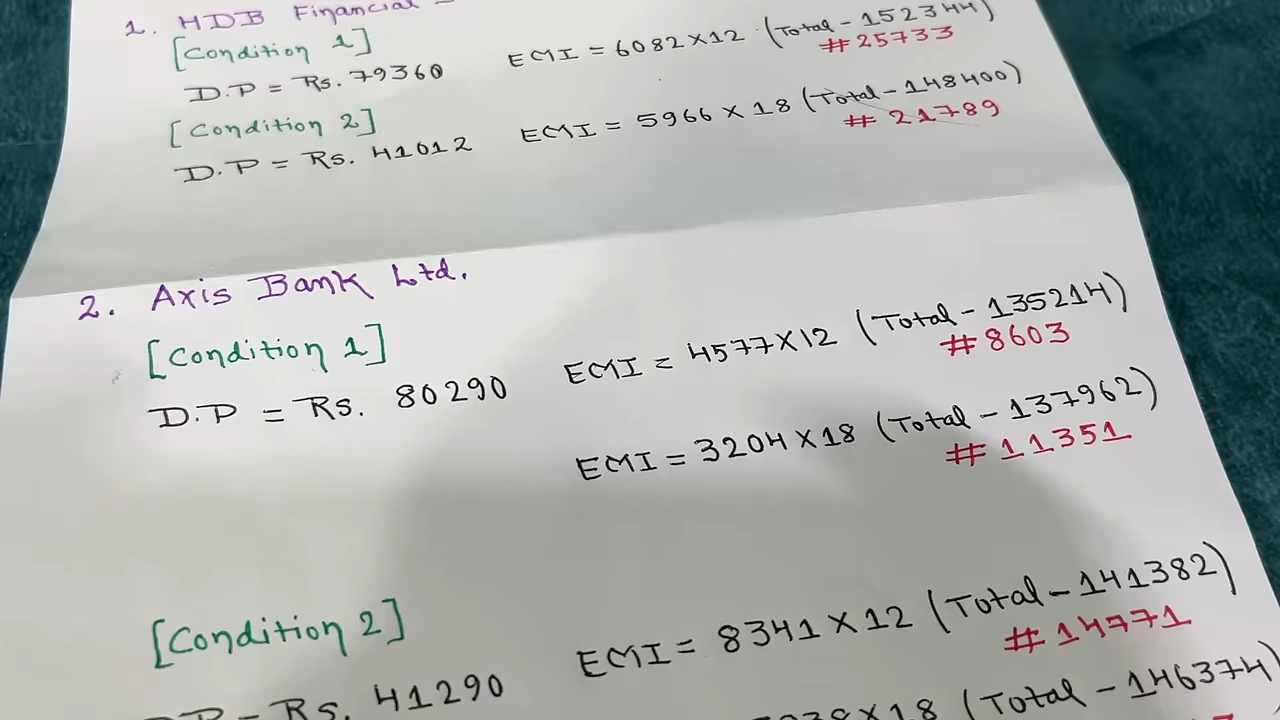 1. HDB Financial
[Condition 1]
D.P = Rs. 79360 EMI = 6082 X 12 (Total - 152344)
# 25733
[Condition 2]
D.P = Rs. 41012 EMI = 5966 X 18 (Total - 148400)
# 21789
2. Axis Bank Ltd.
[Condition 1]
D.P = Rs. 80290 EMI = 4577 X 12 (Total - 135214)
# 8603
EMI = 3204 X 18 (Total - 137962)
# 11351
[Condition 2]
D.P = Rs. 41290 EMI = 8341 X 12 (Total - 141382)
# 14771
X 18 (Total - 146374)